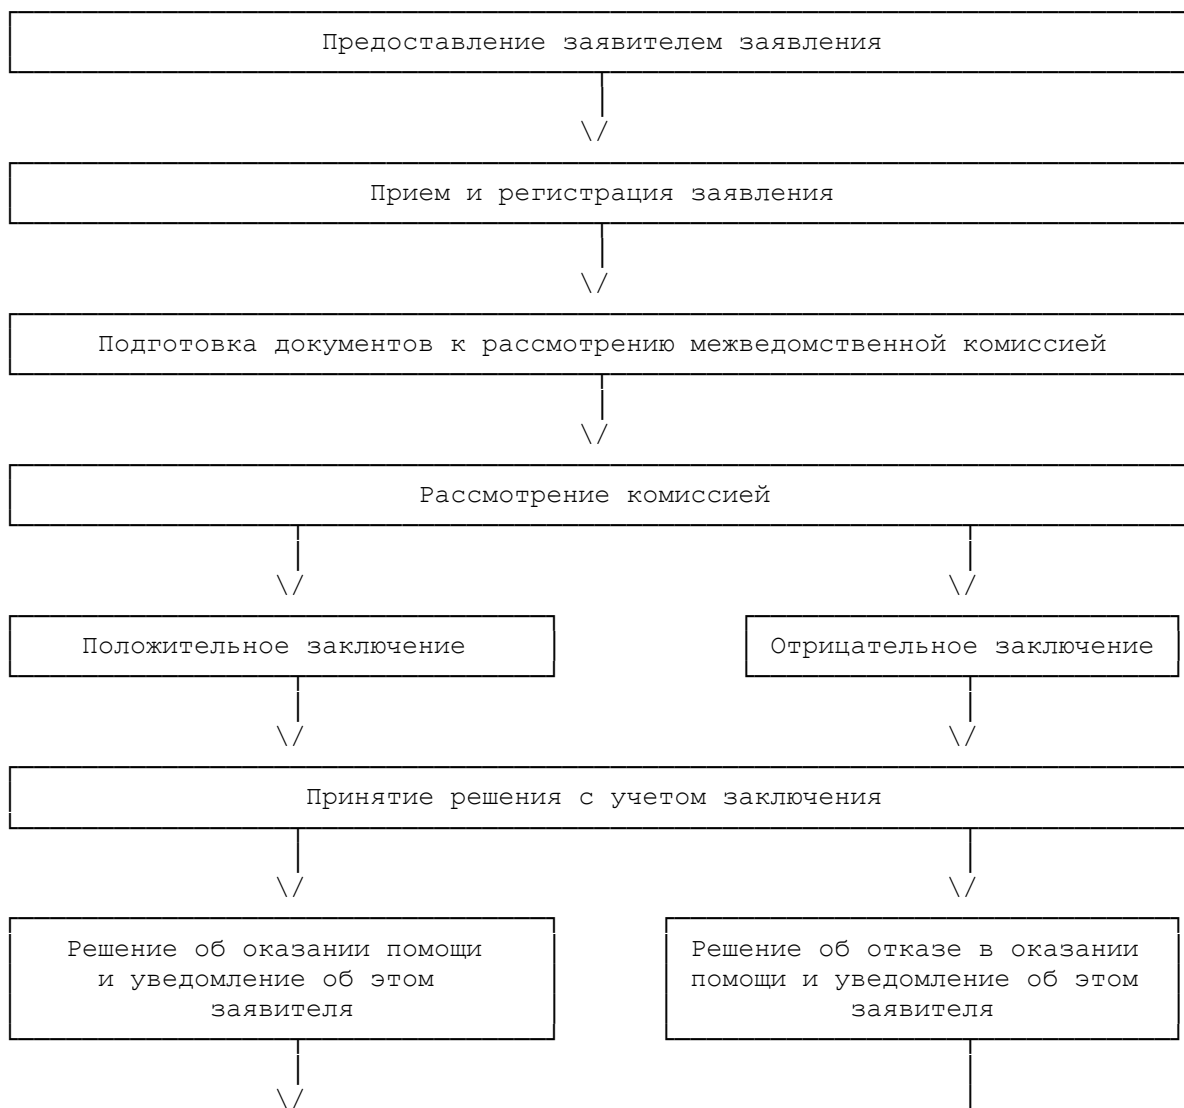 Предоставление заявителем заявления
Прием и регистрация заявления
Подготовка документов к рассмотрению межведомственной комиссией
Рассмотрение комиссией
Положительное заключение
Отрицательное заключение
Принятие решения с учетом заключения
Решение об оказании помощи
и уведомление об этом
заявителя
Решение об отказе в оказании
помощи и уведомление об этом
заявителя